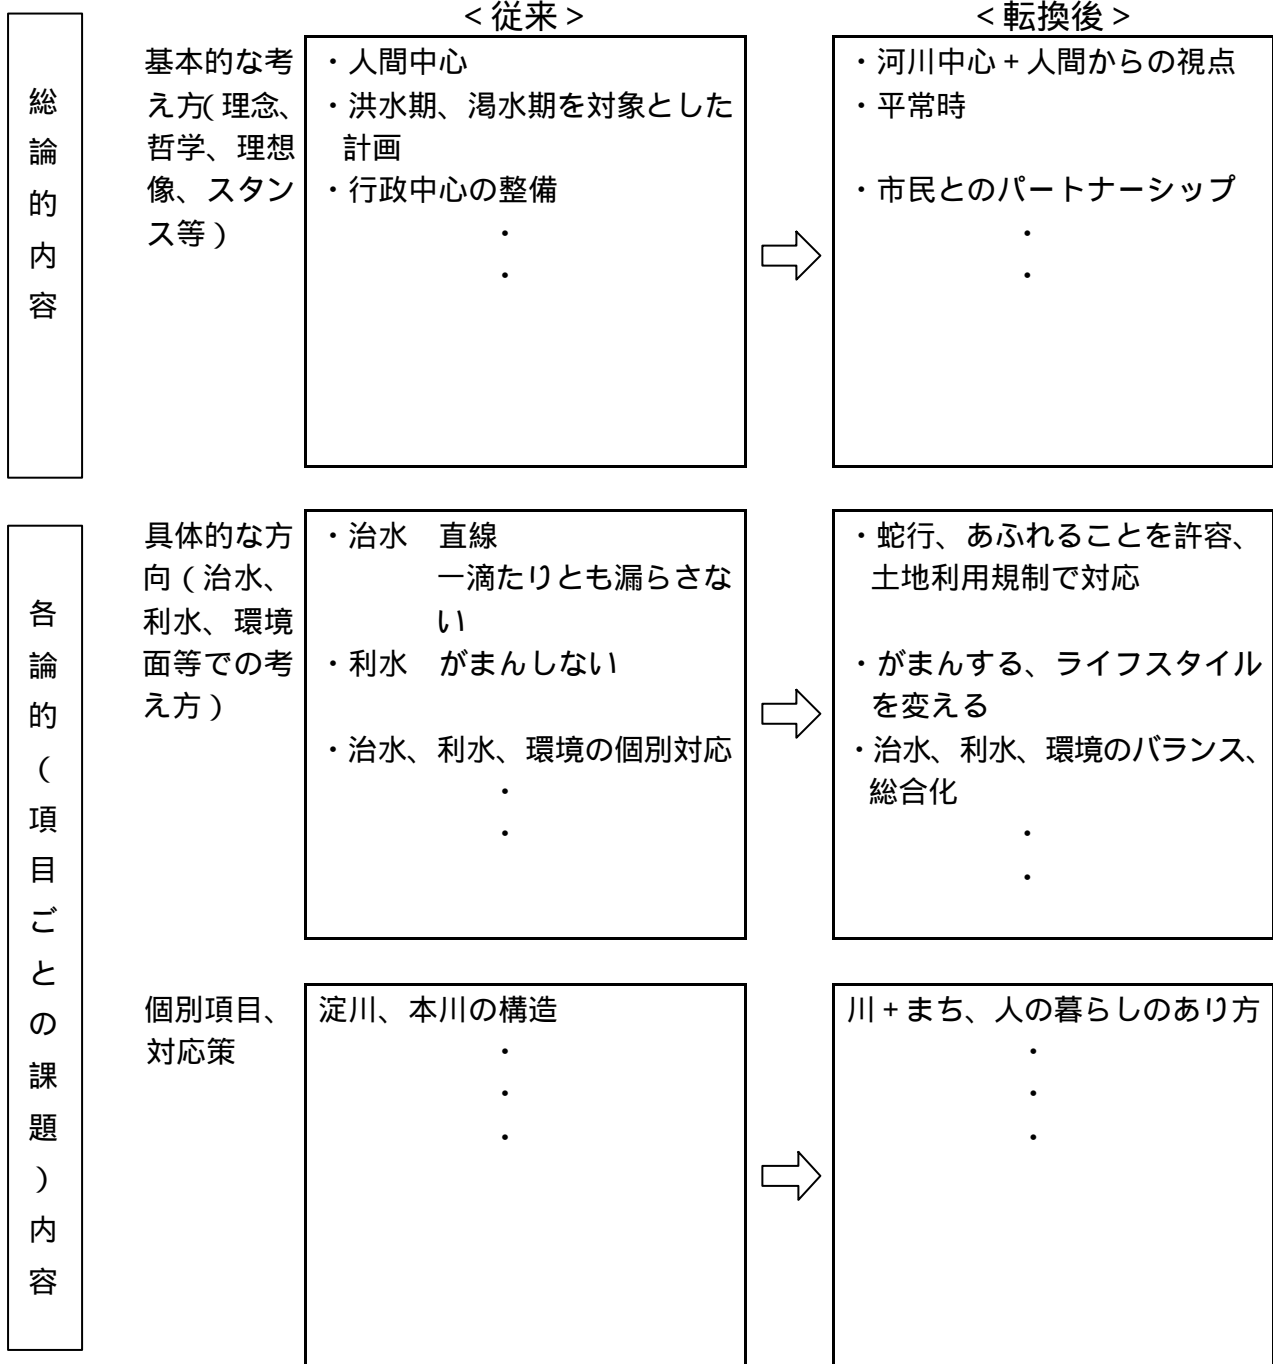 <従来>
<転換後>
総論的内容
基本的な考
え方(理念、
哲学、理想
像、スタン
ス等)
・人間中心
・洪水期、渇水期を対象とした
計画
・行政中心の整備
・
・
・河川中心+人間からの視点
・平常時
・市民とのパートナーシップ
・
・
各論的(項目ごとの課題)内容
具体的な方
向(治水、
利水、環境
面等での考
え方)
・治水 直線
一滴たりとも漏らさな
い
・利水 がまんしない
・治水、利水、環境の個別対応
・
・
・蛇行、あふれることを許容、
土地利用規制で対応
・がまんする、ライフスタイル
を変える
・治水、利水、環境のバランス、
総合化
・
・
個別項目、
対応策
淀川、本川の構造
・
・
・
川+まち、人の暮らしのあり方
・
・
・